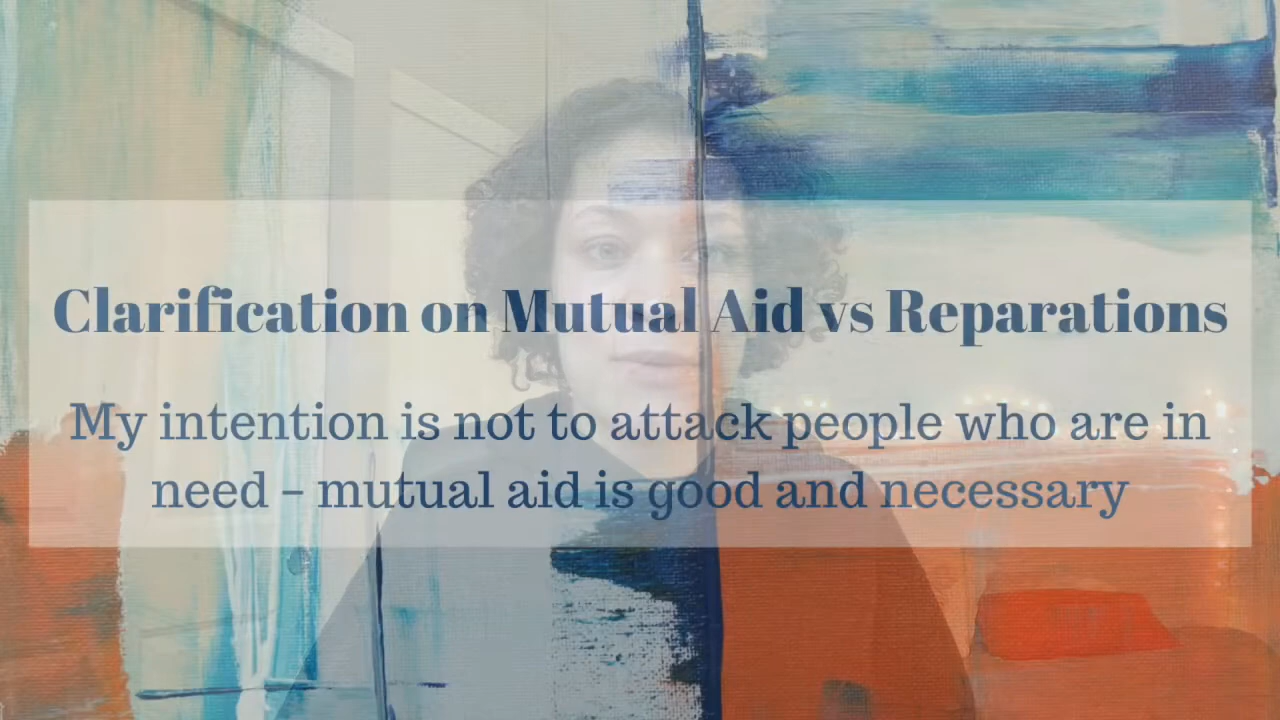 Clarification on Mutual Aid vs Reparations
My intention is not to attack people who are in
need – mutual aid is good and necessary